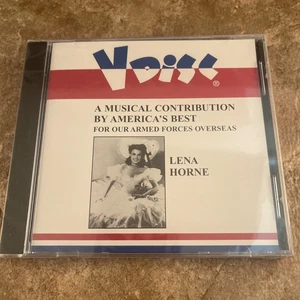 V Disc
®
A MUSICAL CONTRIBUTION
BY AMERICA'S BEST
FOR OUR ARMED FORCES OVERSEAS
LENA
HORNE